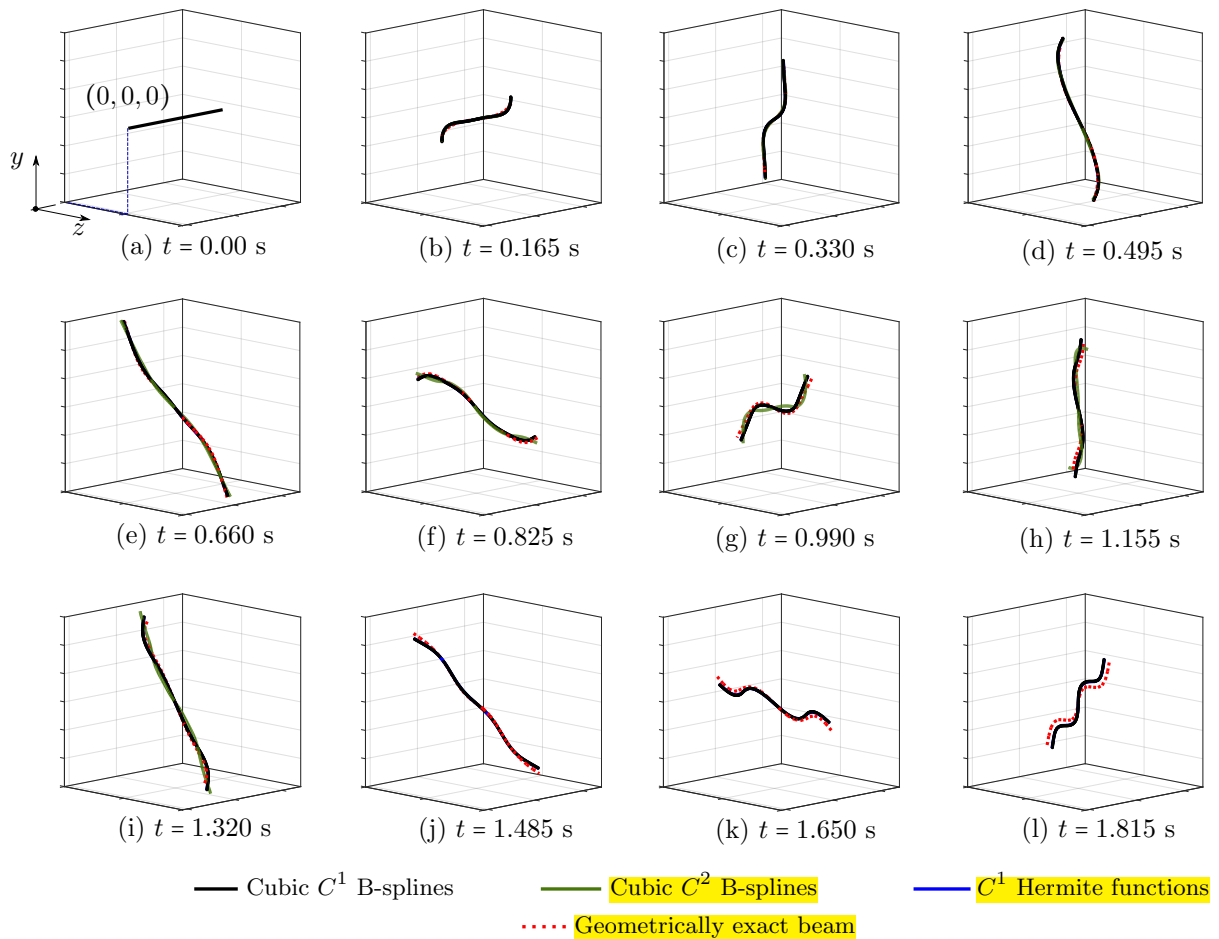 (0, 0, 0)
y
z
(a) t = 0.00 s
(b) t = 0.165 s
(c) t = 0.330 s
(d) t = 0.495 s
(e) t = 0.660 s
(f) t = 0.825 s
(g) t = 0.990 s
(h) t = 1.155 s
(i) t = 1.320 s
(j) t = 1.485 s
(k) t = 1.650 s
(l) t = 1.815 s
Cubic C¹ B-splines
Cubic C² B-splines
C¹ Hermite functions
Geometrically exact beam